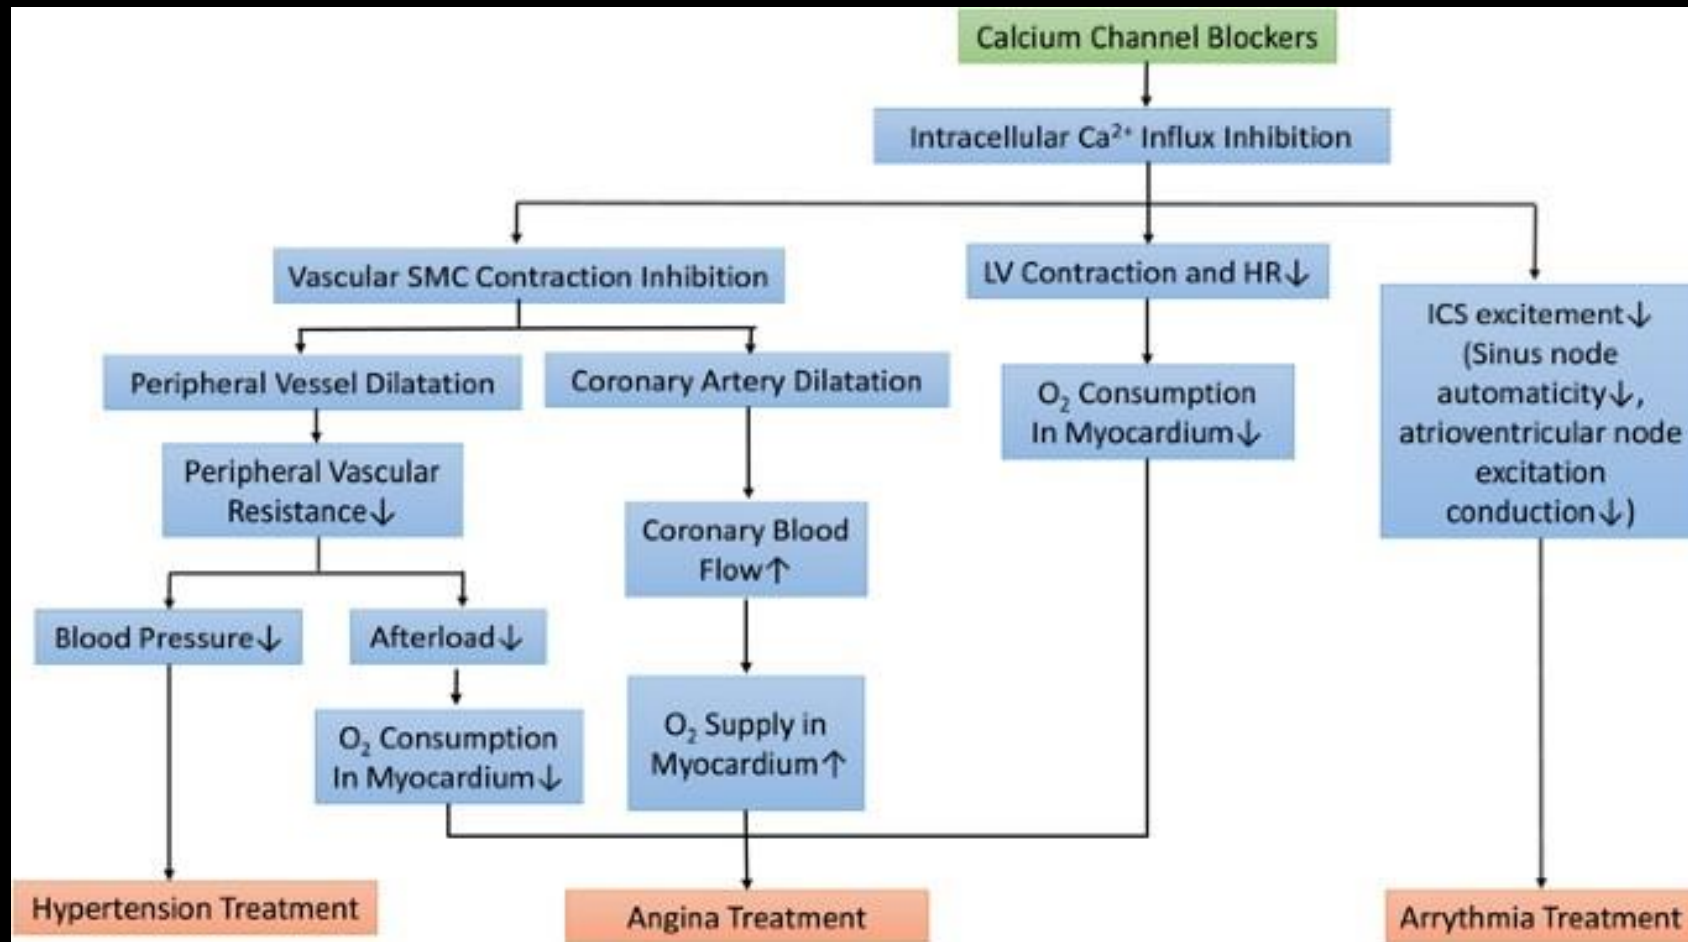 Calcium Channel Blockers
Intracellular Ca²⁺ Influx Inhibition
Vascular SMC Contraction Inhibition
LV Contraction and HR↓
ICS excitement↓
(Sinus node
automaticity↓,
atrioventricular node
excitation
conduction↓)
Peripheral Vessel Dilatation
Coronary Artery Dilatation
O₂ Consumption
In Myocardium↓
Peripheral Vascular
Resistance↓
Coronary Blood
Flow↑
Blood Pressure↓
Afterload↓
O₂ Consumption
In Myocardium↓
O₂ Supply in
Myocardium↑
Hypertension Treatment
Angina Treatment
Arrythmia Treatment